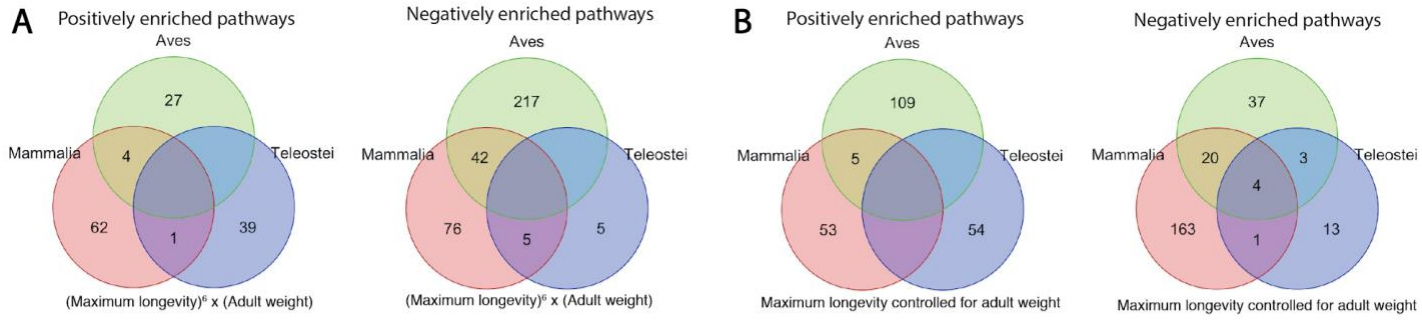 A
Positively enriched pathways
Aves
27
Mammalia
4
Teleostei
62
1
39
(Maximum longevity)⁶ x (Adult weight)
Negatively enriched pathways
Aves
217
Mammalia
42
Teleostei
76
5
5
(Maximum longevity)⁶ x (Adult weight)
B
Positively enriched pathways
Aves
109
Mammalia
5
Teleostei
53
54
Maximum longevity controlled for adult weight
Negatively enriched pathways
Aves
37
Mammalia
20
3
Teleostei
4
163
1
13
Maximum longevity controlled for adult weight